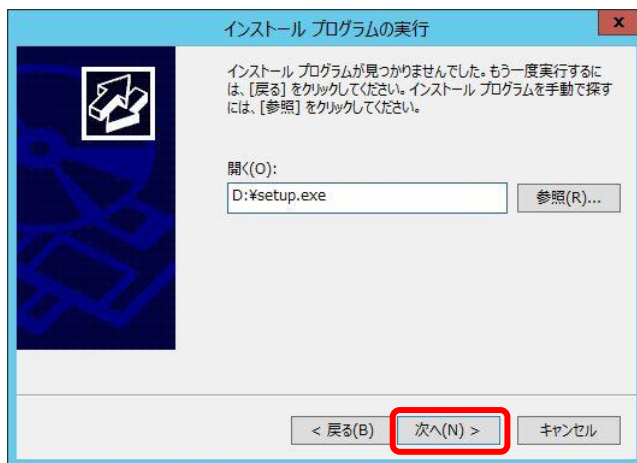 インストール プログラムの実行
x
インストール プログラムが見つかりませんでした。もう一度実行するに
は、[戻る] をクリックしてください。インストール プログラムを手動で探す
には、[参照] をクリックしてください。
開く(O):
D:¥setup.exe
参照(R)...
< 戻る(B)
次へ(N) >
キャンセル